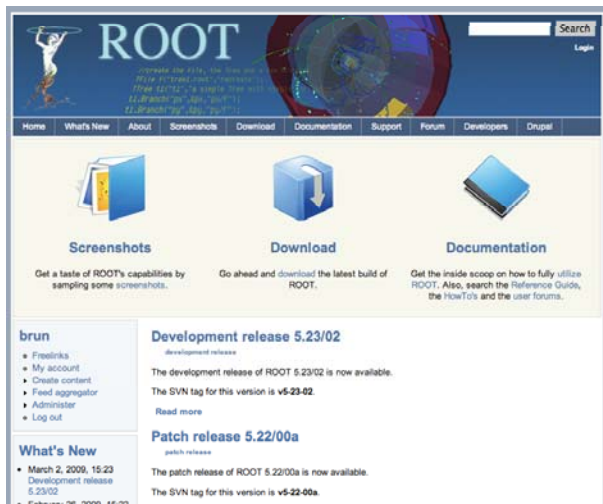 ROOT
Search
Login
Home What's New About Screenshots Download Documentation Support Forum Developers Drupal
Screenshots
Get a taste of ROOT's capabilities by
sampling some screenshots.
Download
Go ahead and download the latest build of
ROOT.
Documentation
Get the inside scoop on how to fully utilize
ROOT. Also, search the Reference Guide,
the HowTo's and the user forums.
brun
Freelinks
My account
Create content
Feed aggregator
Administer
Log out
What's New
March 2, 2009, 15:23
Development release
5.23/02
Development release 5.23/02
development release
The development release of ROOT 5.23/02 is now available.
The SVN tag for this version is v5-23-02.
Read more
Patch release 5.22/00a
patch release
The patch release of ROOT 5.22/00a is now available.
The SVN tag for this version is v5-22-00a.